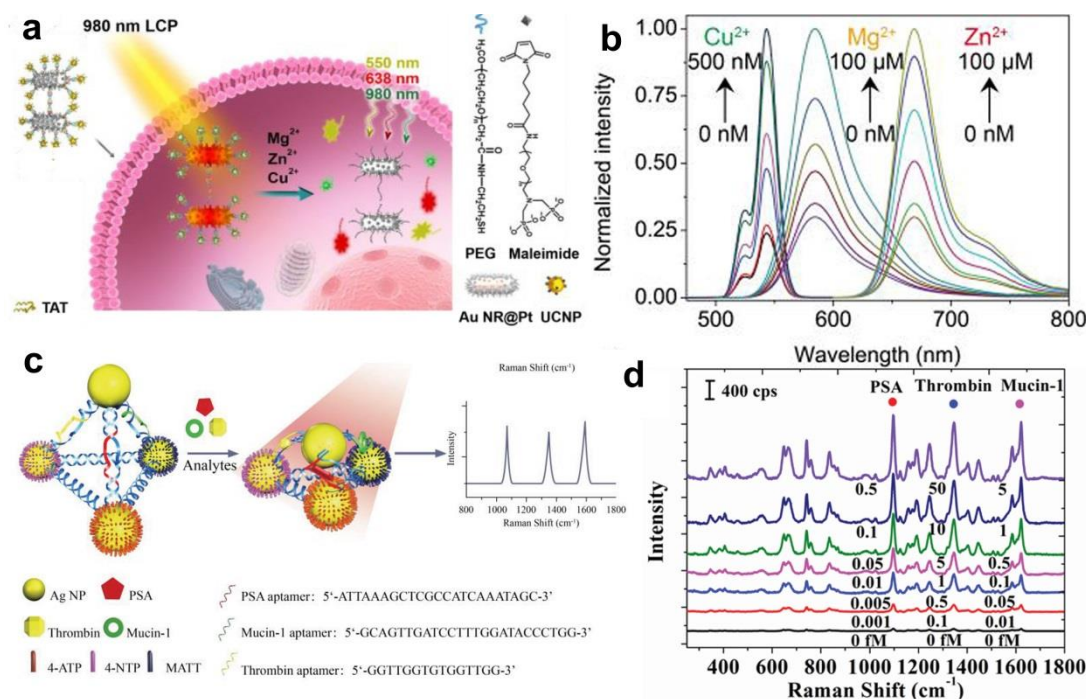 a
980 nm LCP
550 nm
638 nm
980 nm
Mg2+
Zn2+
Cu2+
TAT
H₃CO-(CH₂CH₂O)n-CH₂-C-NH-CH₂CH₂SH
O
PEG Maleimide
Au NR@Pt UCNP
b
Cu2+
500 nM
0 nM
Mg2+
100 μM
0 nM
Zn2+
100 μM
0 nM
Normalized intensity
1.00
0.75
0.50
0.25
0.00
500 600 700 800
Wavelength (nm)
c
Analytes
Raman Shift (cm-1)
Intensity
800 1000 1200 1400 1600 1800
Raman Shift (cm-1)
Ag NP PSA
Thrombin Mucin-1
4-ATP 4-NTP MATT
PSA aptamer: 5'-ATTAAAGCTCGCCATCAAATAGC-3'
Mucin-1 aptamer: 5'-GCAGTTGATCCTTTGGATACCCTGG-3'
Thrombin aptamer: 5'-GGTTGGTGTGGTTGG-3'
d
400 cps
PSA Thrombin Mucin-1
0.5 50 5
0.1 10 1
0.05 5 0.5
0.01 1 0.1
0.005 0.5 0.05
0.001 0.1 0.01
0 fM 0 fM 0 fM
Intensity
400 600 800 1000 1200 1400 1600 1800
Raman Shift (cm-1)